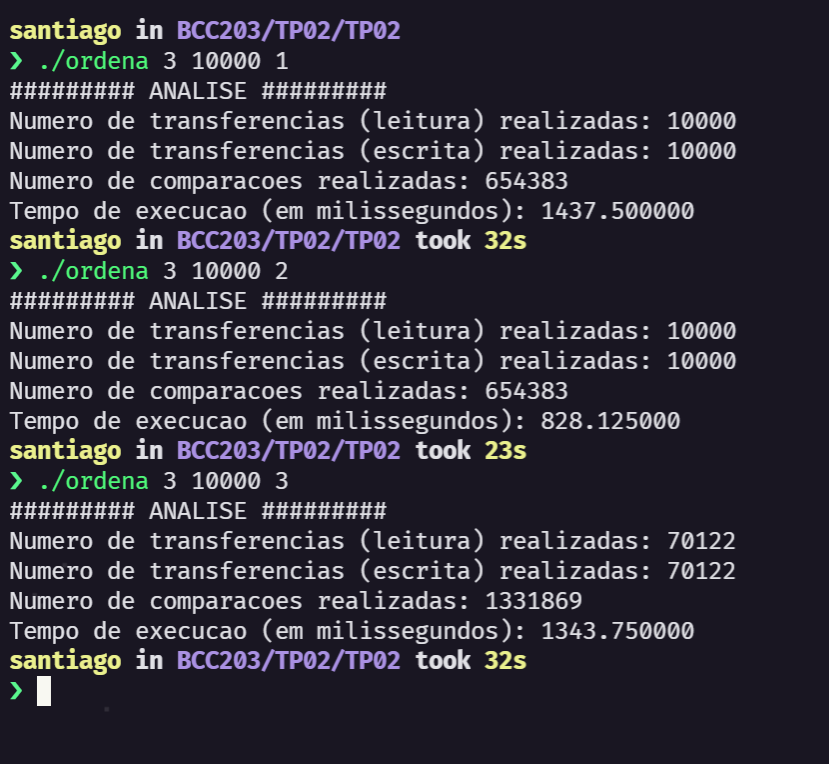 santiago in BCC203/TP02/TP02
❯ ./ordena 3 10000 1
######### ANALISE #########
Numero de transferencias (leitura) realizadas: 10000
Numero de transferencias (escrita) realizadas: 10000
Numero de comparacoes realizadas: 654383
Tempo de execucao (em milissegundos): 1437.500000
santiago in BCC203/TP02/TP02 took 32s
❯ ./ordena 3 10000 2
######### ANALISE #########
Numero de transferencias (leitura) realizadas: 10000
Numero de transferencias (escrita) realizadas: 10000
Numero de comparacoes realizadas: 654383
Tempo de execucao (em milissegundos): 828.125000
santiago in BCC203/TP02/TP02 took 23s
❯ ./ordena 3 10000 3
######### ANALISE #########
Numero de transferencias (leitura) realizadas: 70122
Numero de transferencias (escrita) realizadas: 70122
Numero de comparacoes realizadas: 1331869
Tempo de execucao (em milissegundos): 1343.750000
santiago in BCC203/TP02/TP02 took 32s
❯